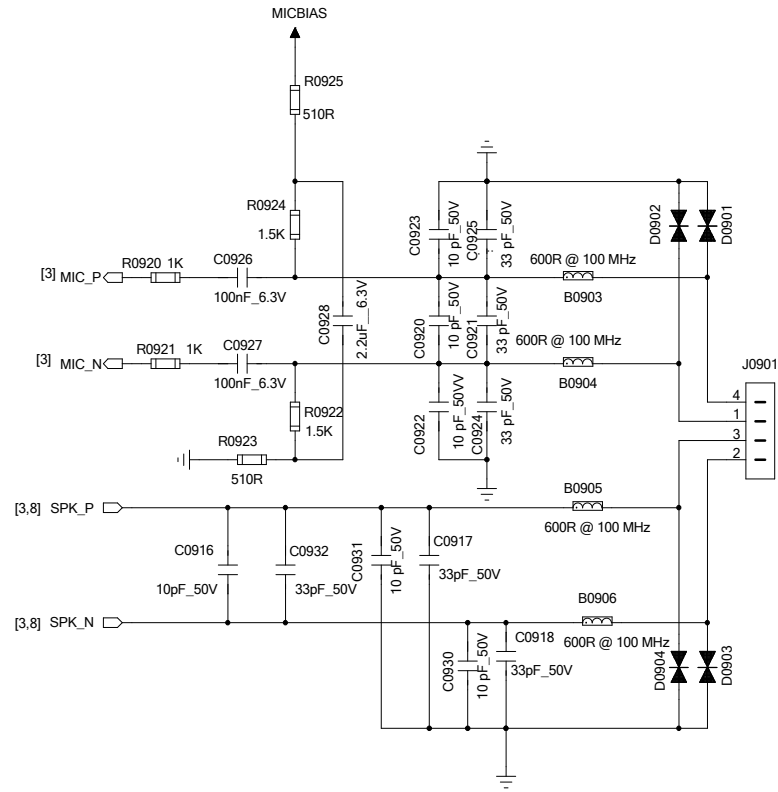 MICBIAS
R0925
510R
R0924
1.5K
C0923
10 pF_50V
C0925
33 pF_50V
D0902
D0901
[3] MIC_P
R0920 1K
C0926
100nF_6.3V
600R @ 100 MHz
B0903
C0928
2.2uF__6.3V
C0920
10 pF_50V
C0921
33 pF_50V
600R @ 100 MHz
B0904
[3] MIC_N
R0921 1K
C0927
100nF_6.3V
J0901
4
1
3
2
R0922
1.5K
R0923
510R
C0922
10 pF_50VV
C0924
33 pF_50V
[3,8] SPK_P
B0905
600R @ 100 MHz
C0916
10pF_50V
C0932
33pF_50V
C0931
10 pF_50V
C0917
33pF_50V
[3,8] SPK_N
B0906
600R @ 100 MHz
C0930
10 pF_50V
C0918
33pF_50V
D0904
D0903